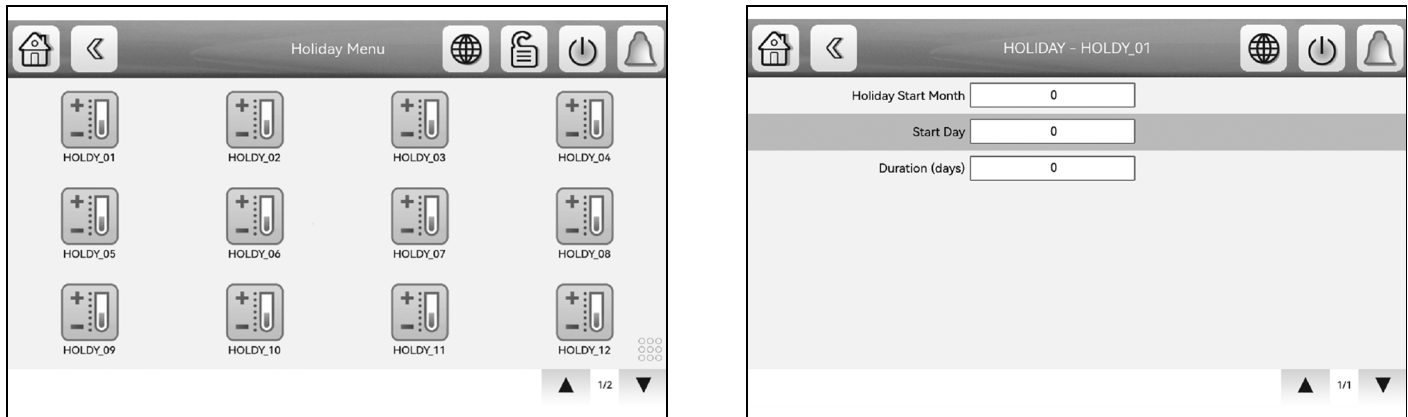 Holiday Menu
HOLDY_01 HOLDY_02 HOLDY_03 HOLDY_04
HOLDY_05 HOLDY_06 HOLDY_07 HOLDY_08
HOLDY_09 HOLDY_10 HOLDY_11 HOLDY_12
1/2
HOLIDAY - HOLDY_01
Holiday Start Month 0
Start Day 0
Duration (days) 0
1/1